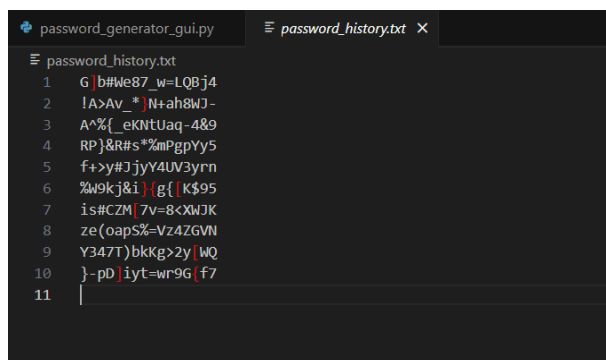 password_generator_gui.py
password_history.txt
password_history.txt
1 G]b#We87_w=LQBj4
2 !A>Av_*}N+ah8WJ-
3 A^%{_eKNtUaq-4&9
4 RP}&R#s*%mPgpYy5
5 f+>y#JjyY4UV3yrn
6 %W9kj&i}{g{[K$95
7 is#CZM[7v=8<XWJK
8 ze(oapS%=Vz4ZGVN
9 Y347T)bkKg>2y[WQ
10 }-pD]iyt=wr9G{f7
11